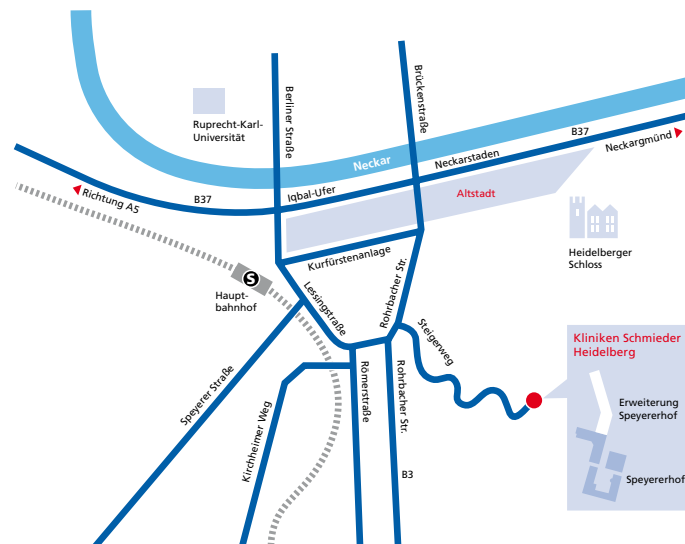 Berliner Straße
Brückenstraße
Ruprecht-Karl-
Universität
Neckar
Neckarstaden
B37
Neckargmünd
Richtung A5
B37
Iqbal-Ufer
Altstadt
Heidelberger
Schloss
Kurfürstenanlage
S
Haupt-
bahnhof
Lessingstraße
Rohrbacher Str.
Steigerweg
Speyerer Straße
Kirchheimer Weg
Römerstraße
Rohrbacher Str.
B3
Kliniken Schmieder
Heidelberg
Erweiterung
Speyererhof
Speyererhof